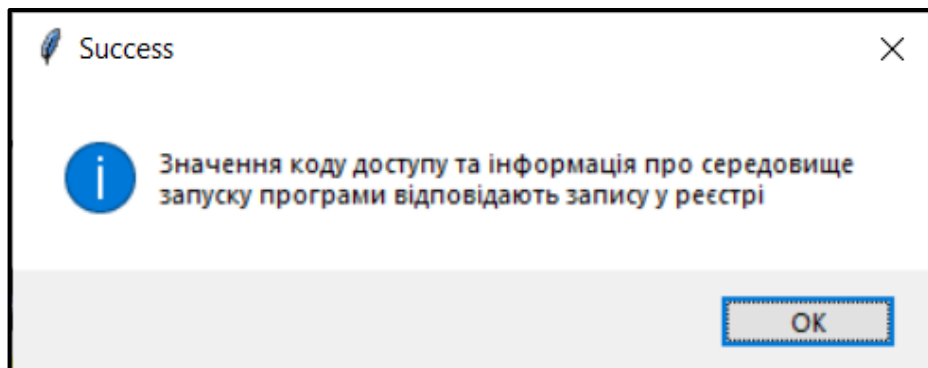 Success
Значення коду доступу та інформація про середовище
запуску програми відповідають запису у реєстрі
OK